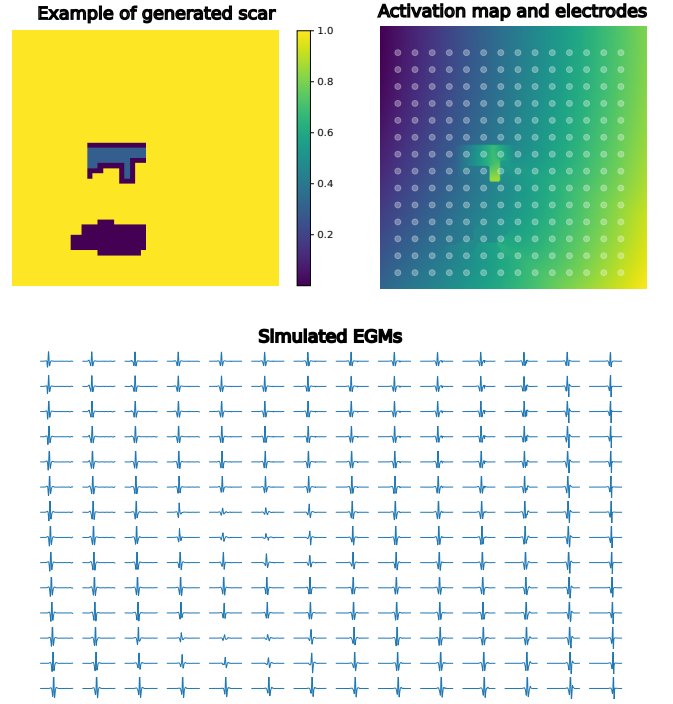 Example of generated scar
Activation map and electrodes
1.0
0.8
0.6
0.4
0.2
Simulated EGMs